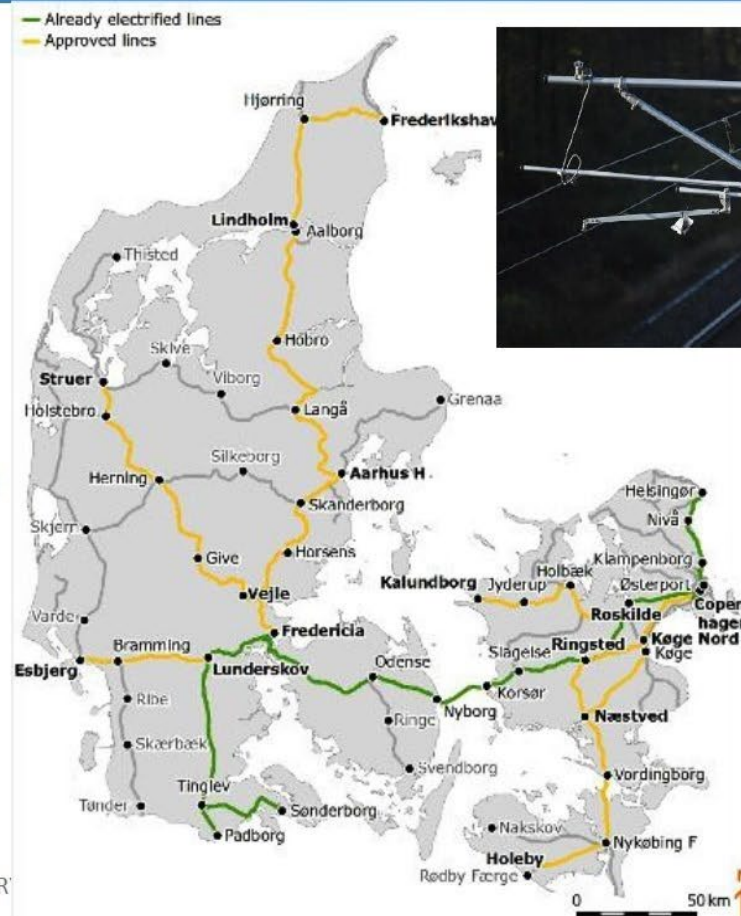 Already electrified lines
Approved lines
Hjørring
Frederikshav
Lindholm
Aalborg
Thisted
Hobro
Skive
Struer
Viborg
Holstebro
Langå
Grenaa
Silkeborg
Aarhus H
Herning
Skanderborg
Helsingør
Skjern
Nivå
Horsens
Give
Klampenborg
Holbæk
Kalundborg
Jyderup
Østerport
Vejle
Roskilde
Copen
hagen
Varde
Fredericia
Ringsted
Køge Nord
Bramming
Slagelse
Køge
Esbjerg
Lunderskov
Odense
Korsør
Nyborg
Ribe
Ringe
Næstved
Skærbæk
Svendborg
Vordingborg
Tinglev
Tønder
Sønderborg
Padborg
Nakskov
Nykøbing F
Holeby
Rødby Færge
0 50 km